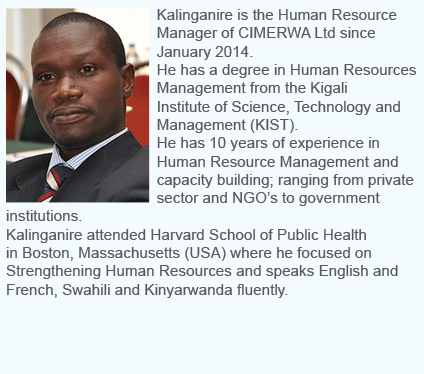 Kalinganire is the Human Resource
Manager of CIMERWA Ltd since
January 2014.
He has a degree in Human Resources
Management from the Kigali
Institute of Science, Technology and
Management (KIST).
He has 10 years of experience in
Human Resource Management and
capacity building; ranging from private
sector and NGO’s to government
institutions.
Kalinganire attended Harvard School of Public Health
in Boston, Massachusetts (USA) where he focused on
Strengthening Human Resources and speaks English and
French, Swahili and Kinyarwanda fluently.